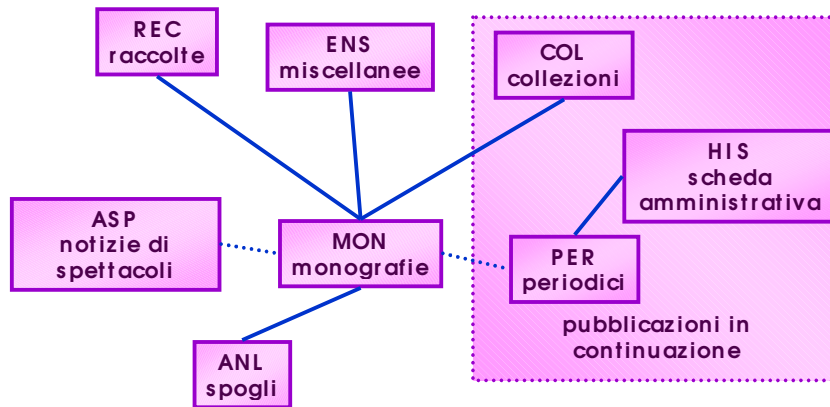 REC
raccolte
ENS
miscellanee
COL
collezioni
HIS
scheda
amministrativa
ASP
notizie di
spettacoli
MON
monografie
PER
periodici
pubblicazioni in
continuazione
ANL
spogli